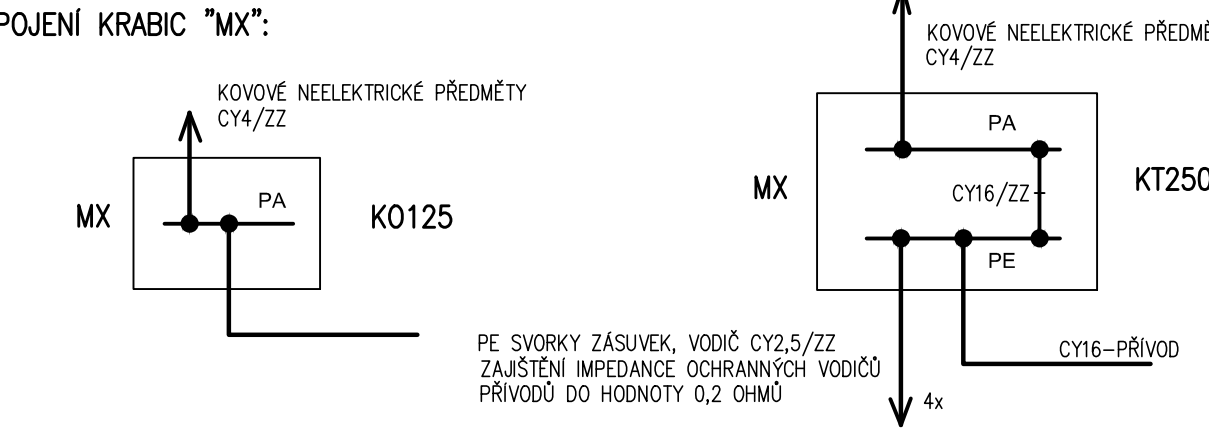 POJENÍ KRABIC "MX":
KOVOVÉ NEELEKTRICKÉ PŘEDMĚTY
CY4/ZZ
MX
PA
KO125
KOVOVÉ NEELEKTRICKÉ
CY4/ZZ
PA
MX
CY16/ZZ
KT250
PE
PE SVORKY ZÁSUVEK, VODIČ CY2,5/ZZ
ZAJIŠTĚNÍ IMPEDANCE OCHRANNÝCH VODIČŮ
PŘÍVODŮ DO HODNOTY 0,2 OHMŮ
CY16-PŘÍVOD
4x